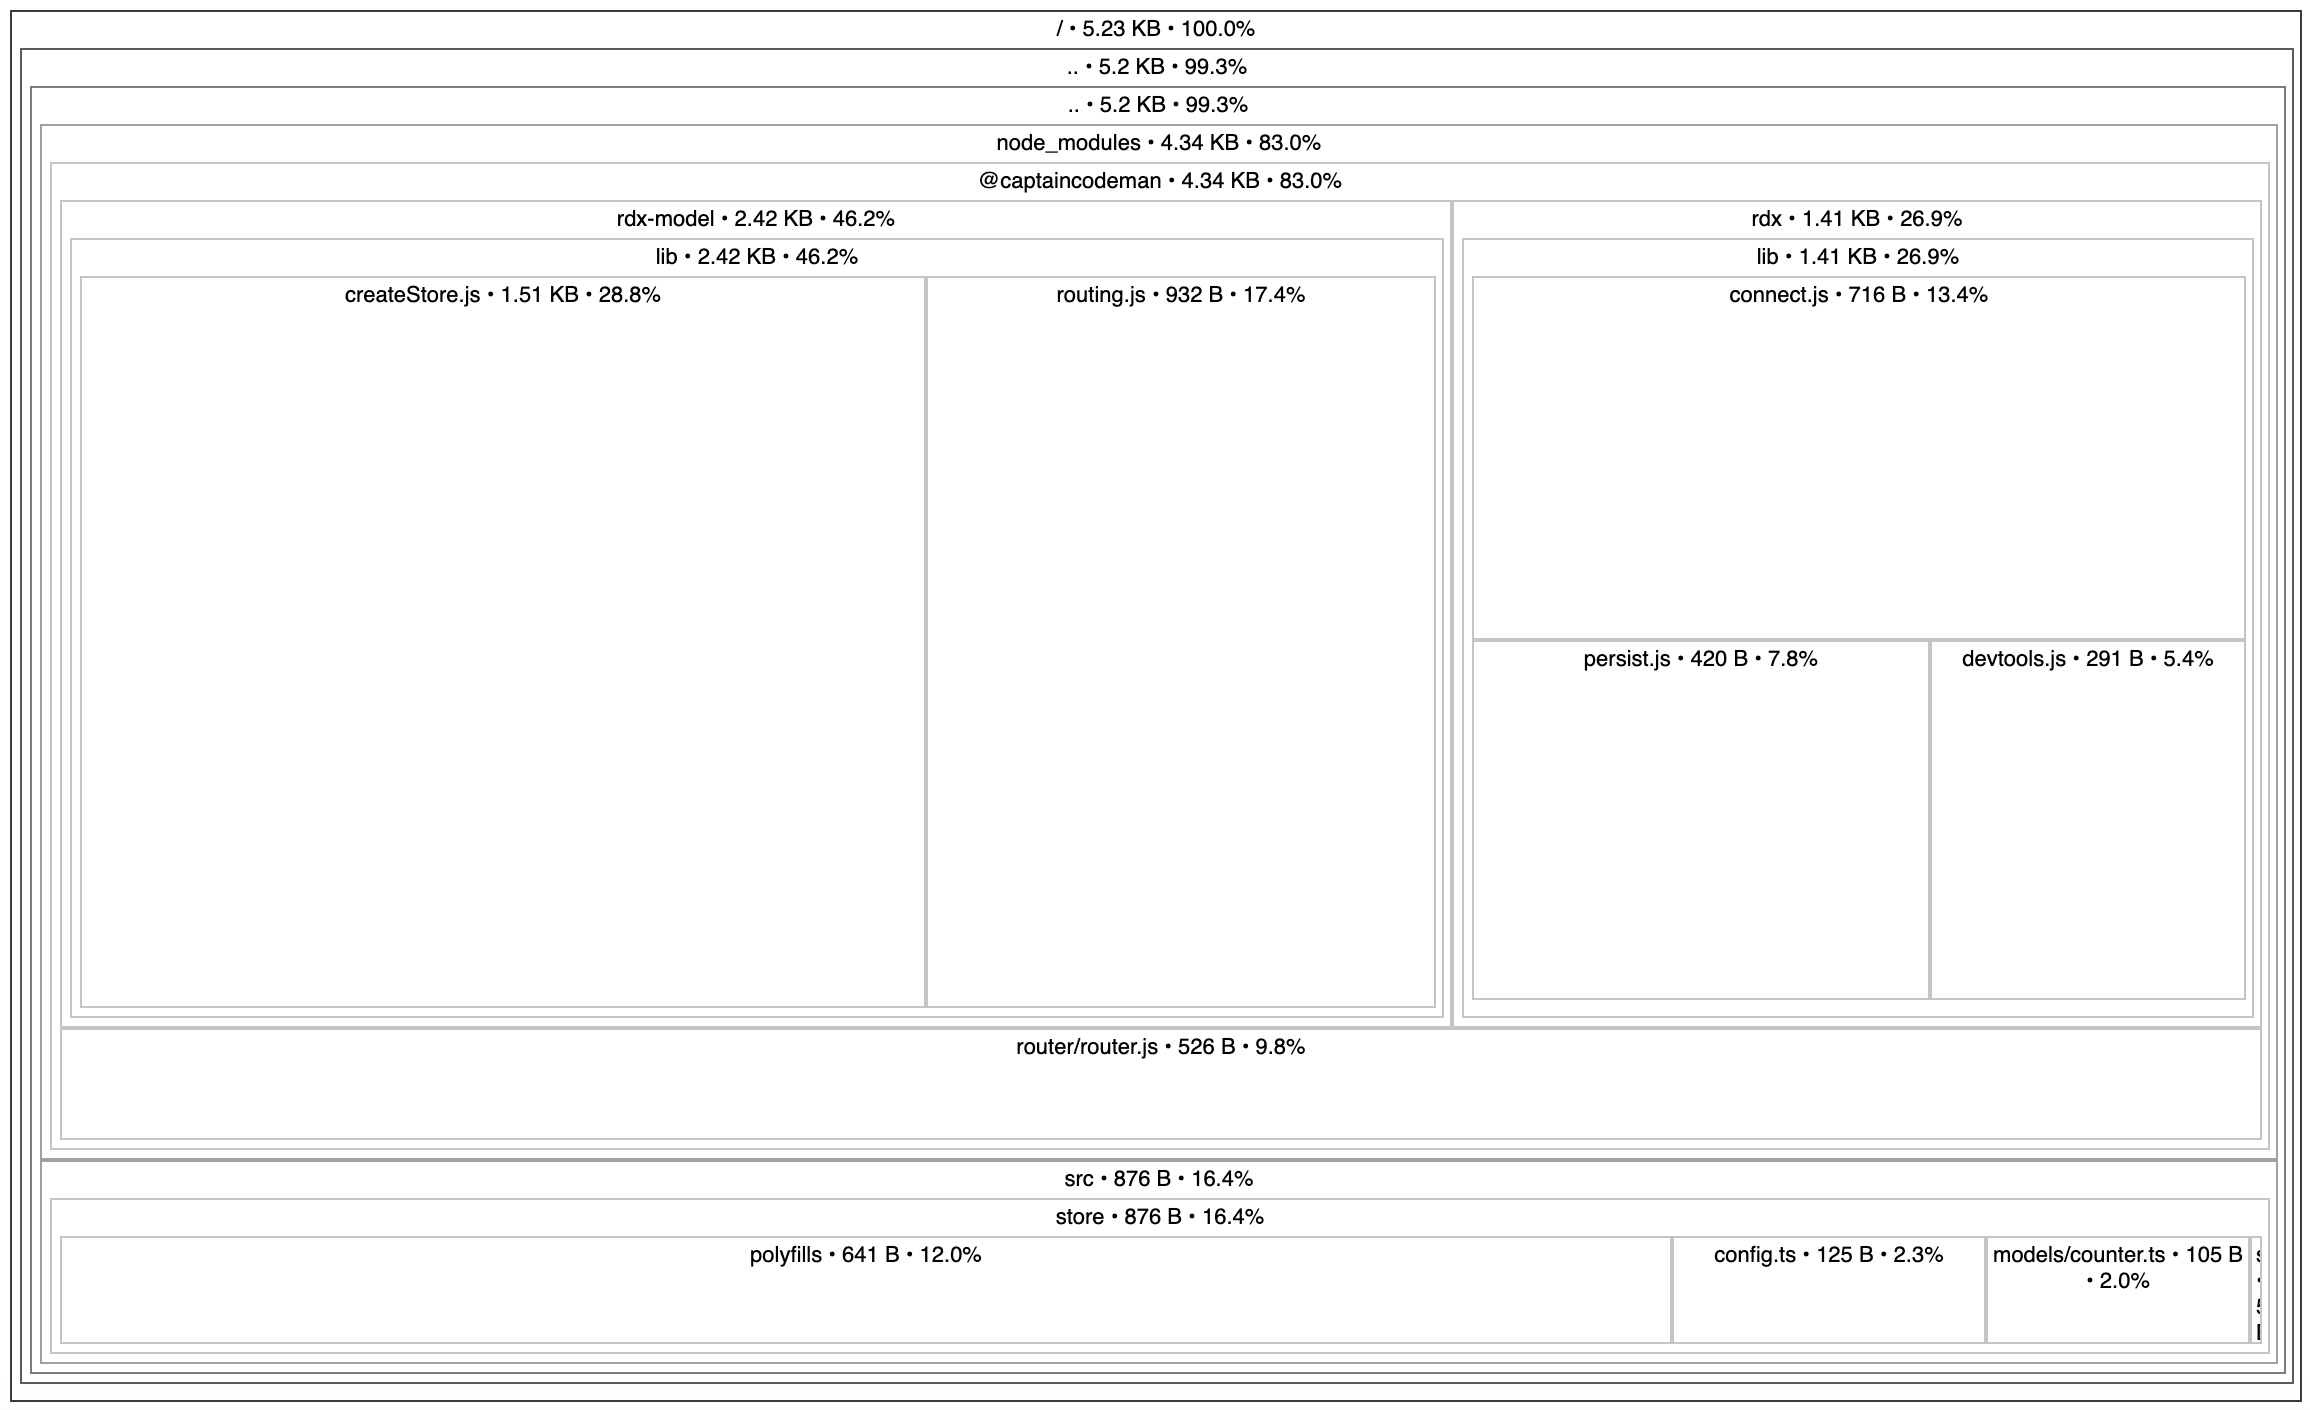 / • 5.23 KB • 100.0%
.. • 5.2 KB • 99.3%
.. • 5.2 KB • 99.3%
node_modules • 4.34 KB • 83.0%
@captaincodeman • 4.34 KB • 83.0%
rdx-model • 2.42 KB • 46.2%
rdx • 1.41 KB • 26.9%
lib • 2.42 KB • 46.2%
lib • 1.41 KB • 26.9%
createStore.js • 1.51 KB • 28.8%
routing.js • 932 B • 17.4%
connect.js • 716 B • 13.4%
persist.js • 420 B • 7.8%
devtools.js • 291 B • 5.4%
router/router.js • 526 B • 9.8%
src • 876 B • 16.4%
store • 876 B • 16.4%
polyfills • 641 B • 12.0%
config.ts • 125 B • 2.3%
models/counter.ts • 105 B
• 2.0%